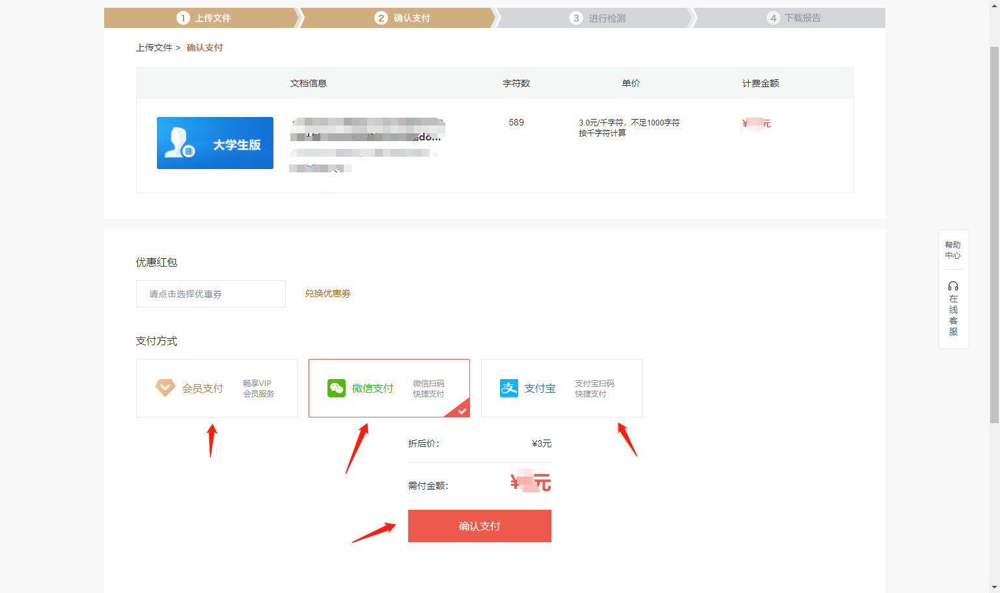 1 上传文件
2 确认支付
3 进行检测
4 下载报告
上传文件 > 确认支付
文档信息 字符数 单价 计费金额
大学生版
do...
589
3.0元/千字符，不足1000字符
按千字符计算
¥ 元
优惠红包
请点击选择优惠券
兑换优惠劵
支付方式
会员支付
畅享VIP
会员服务
微信支付
微信扫码
快捷支付
支付宝
支付宝扫码
快捷支付
折后价： ¥3元
需付金额： ¥ 元
确认支付
帮助
中心
在
线
客
服